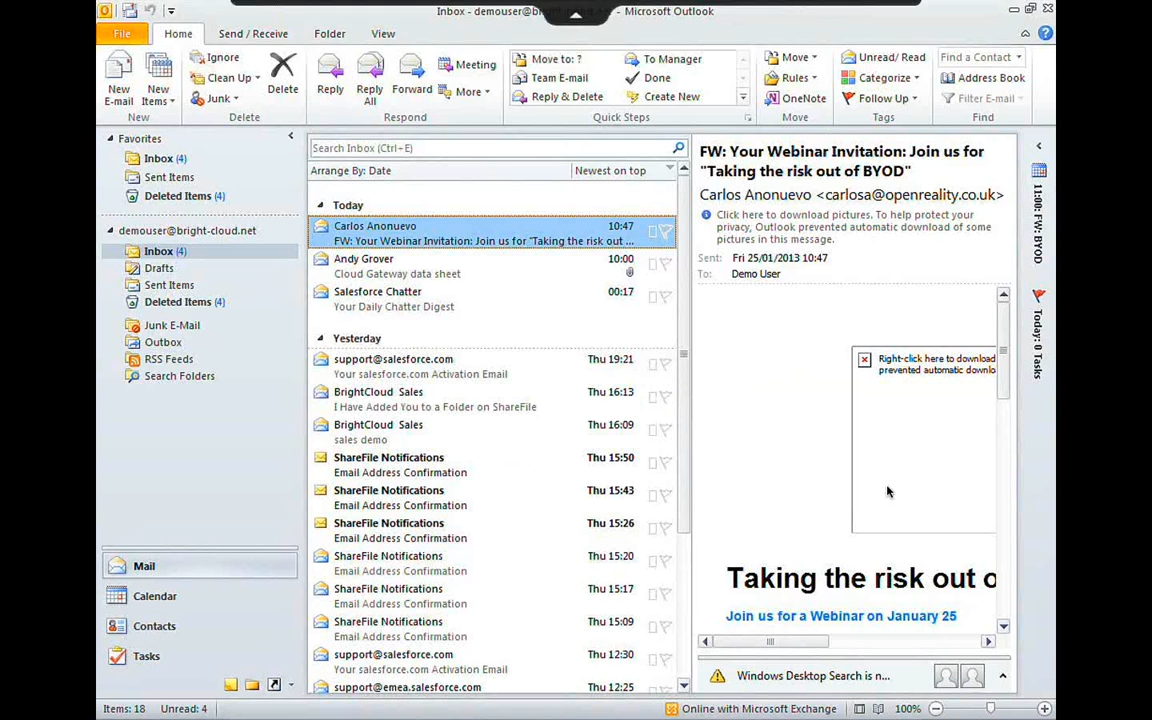 Inbox - demouser@bright-cloud.net - Microsoft Outlook
File
Home
Send / Receive
Folder
View
New
E-mail
New
Items
New
Ignore
Clean Up
Junk
Delete
Delete
Reply
Reply
All
Forward
Meeting
More
Respond
Move to: ?
Team E-mail
Reply & Delete
To Manager
Done
Create New
Quick Steps
Move
Rules
OneNote
Move
Unread/ Read
Categorize
Follow Up
Tags
Find a Contact
Address Book
Filter E-mail
Find
Favorites
Inbox (4)
Sent Items
Deleted Items (4)
demouser@bright-cloud.net
Inbox (4)
Drafts
Sent Items
Deleted Items (4)
Junk E-Mail
Outbox
RSS Feeds
Search Folders
Mail
Calendar
Contacts
Tasks
Search Inbox (Ctrl+E)
Arrange By: Date
Newest on top
Today
Carlos Anonuevo 10:47
FW: Your Webinar Invitation: Join us for "Taking the risk out ...
Andy Grover 10:00
Cloud Gateway data sheet
Salesforce Chatter 00:17
Your Daily Chatter Digest
Yesterday
support@salesforce.com Thu 19:21
Your salesforce.com Activation Email
BrightCloud Sales Thu 16:13
I Have Added You to a Folder on ShareFile
BrightCloud Sales Thu 16:09
sales demo
ShareFile Notifications Thu 15:50
Email Address Confirmation
ShareFile Notifications Thu 15:43
Email Address Confirmation
ShareFile Notifications Thu 15:26
Email Address Confirmation
ShareFile Notifications Thu 15:20
Email Address Confirmation
ShareFile Notifications Thu 15:17
Email Address Confirmation
ShareFile Notifications Thu 15:09
Email Address Confirmation
support@salesforce.com Thu 12:30
Your salesforce.com Activation Email
support@emea.salesforce.com Thu 12:25
FW: Your Webinar Invitation: Join us for
"Taking the risk out of BYOD"
Carlos Anonuevo <carlosa@openreality.co.uk>
Click here to download pictures. To help protect your
privacy, Outlook prevented automatic download of some
pictures in this message.
Sent: Fri 25/01/2013 10:47
To: Demo User
Right-click here to download
prevented automatic downlo
Taking the risk out o
Join us for a Webinar on January 25
Windows Desktop Search is n...
11:00: FW: BYOD
Today: 0 Tasks
Items: 18
Unread: 4
Online with Microsoft Exchange
100%